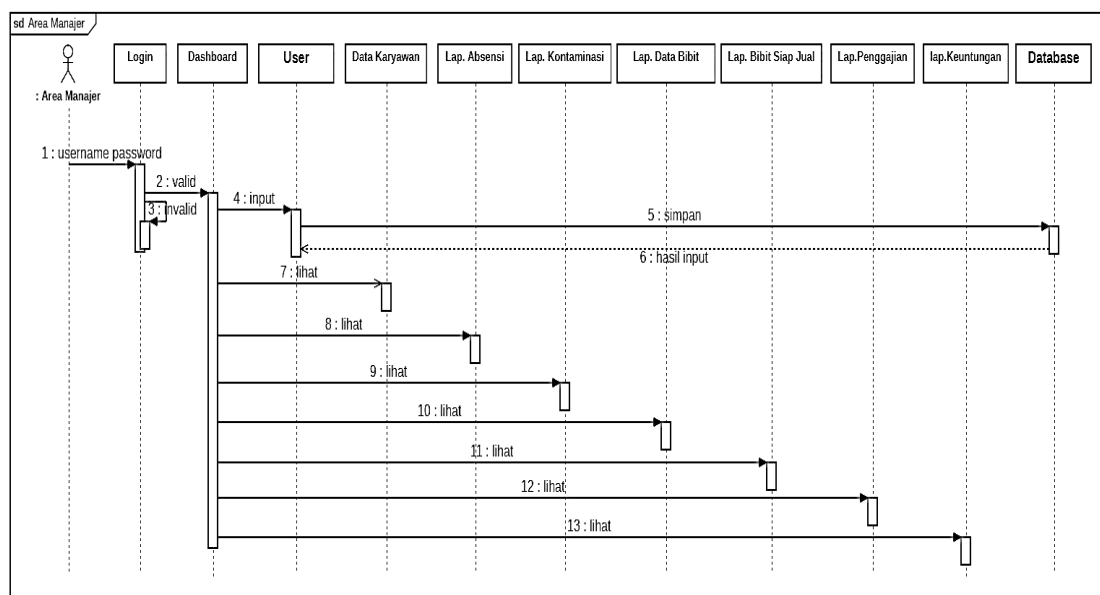 sd Area Manajer
: Area Manajer
Login
Dashboard
User
Data Karyawan
Lap. Absensi
Lap. Kontaminasi
Lap. Data Bibit
Lap. Bibit Siap Jual
Lap.Penggajian
lap.Keuntungan
Database
1 : username password
2 : valid
3 : invalid
4 : input
5 : simpan
6 : hasil input
7 : lihat
8 : lihat
9 : lihat
10 : lihat
11 : lihat
12 : lihat
13 : lihat